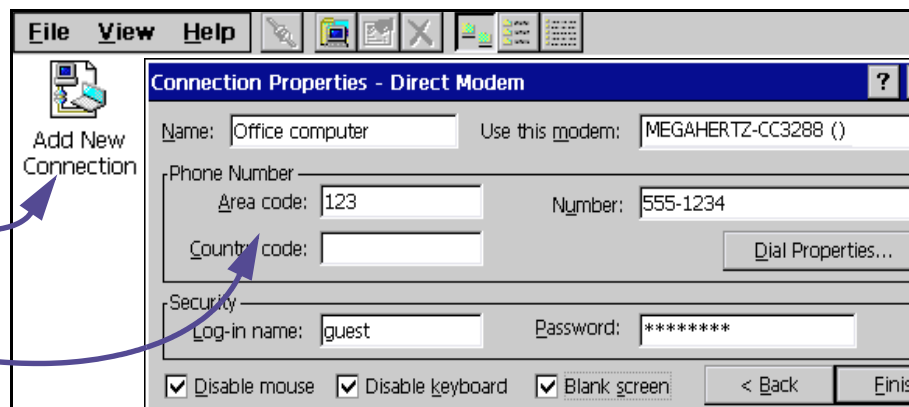 File View Help
Add New
Connection
Connection Properties - Direct Modem ?
Name: Office computer Use this modem: MEGAHERTZ-CC3288 ()
Phone Number
Area code: 123 Number: 555-1234
Country code:
Dial Properties...
Security
Log-in name: guest Password: ********
Disable mouse Disable keyboard Blank screen < Back Finis